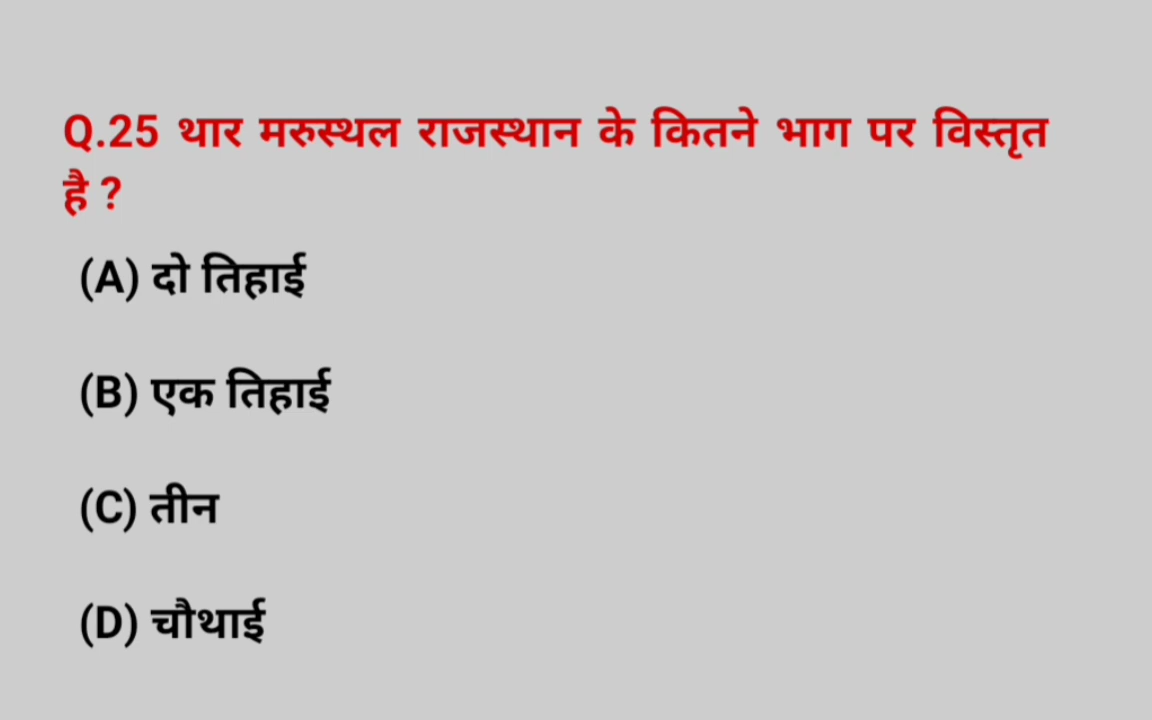 Q.25 थार मरुस्थल राजस्थान के कितने भाग पर विस्तृत
है ?
(A) दो तिहाई
(B) एक तिहाई
(C) तीन
(D) चौथाई